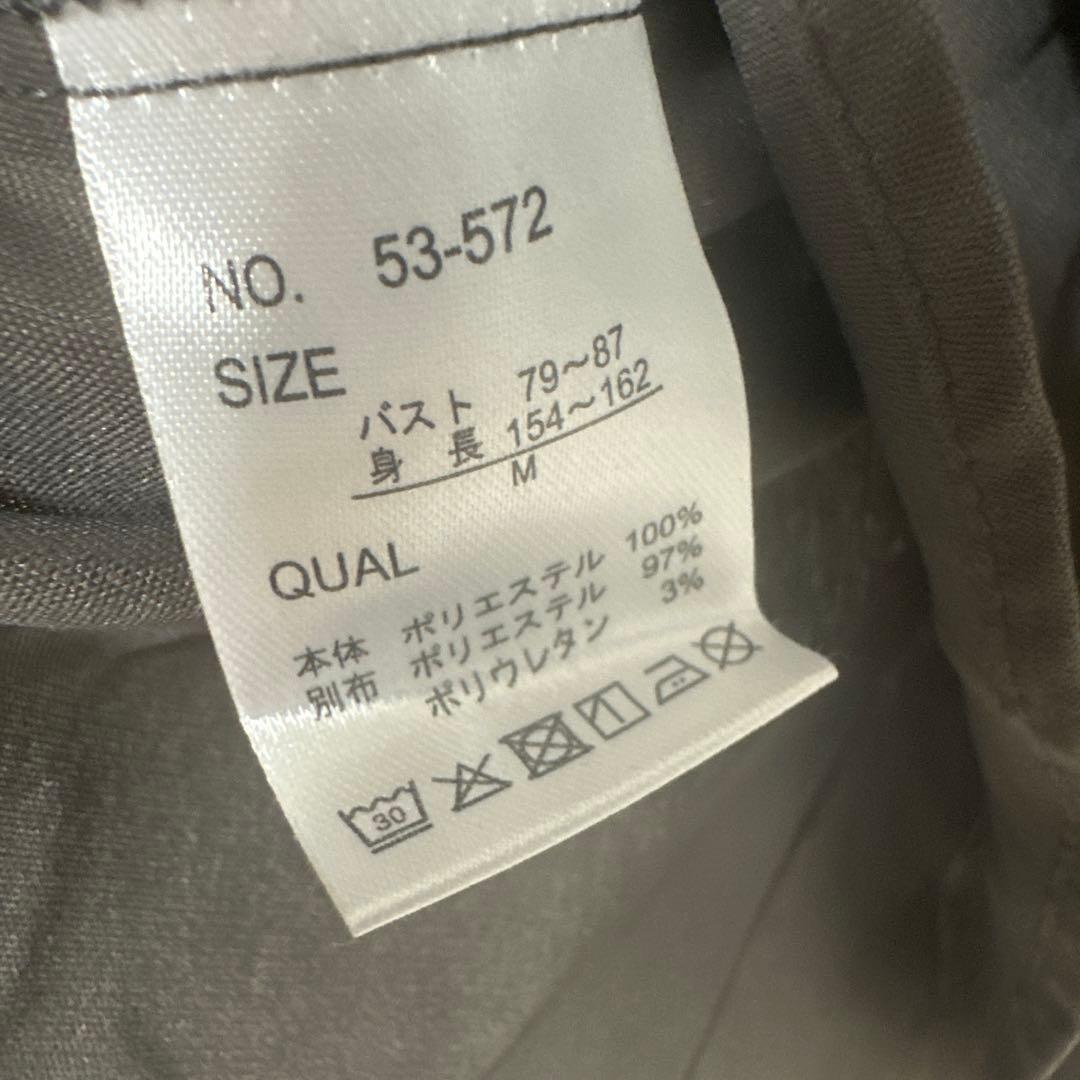 NO. 53-572
SIZE
バスト 79～87
身長 154～162
M
QUAL
本体 ポリエステル 100%
別布 ポリエステル 97%
ポリウレタン 3%
30